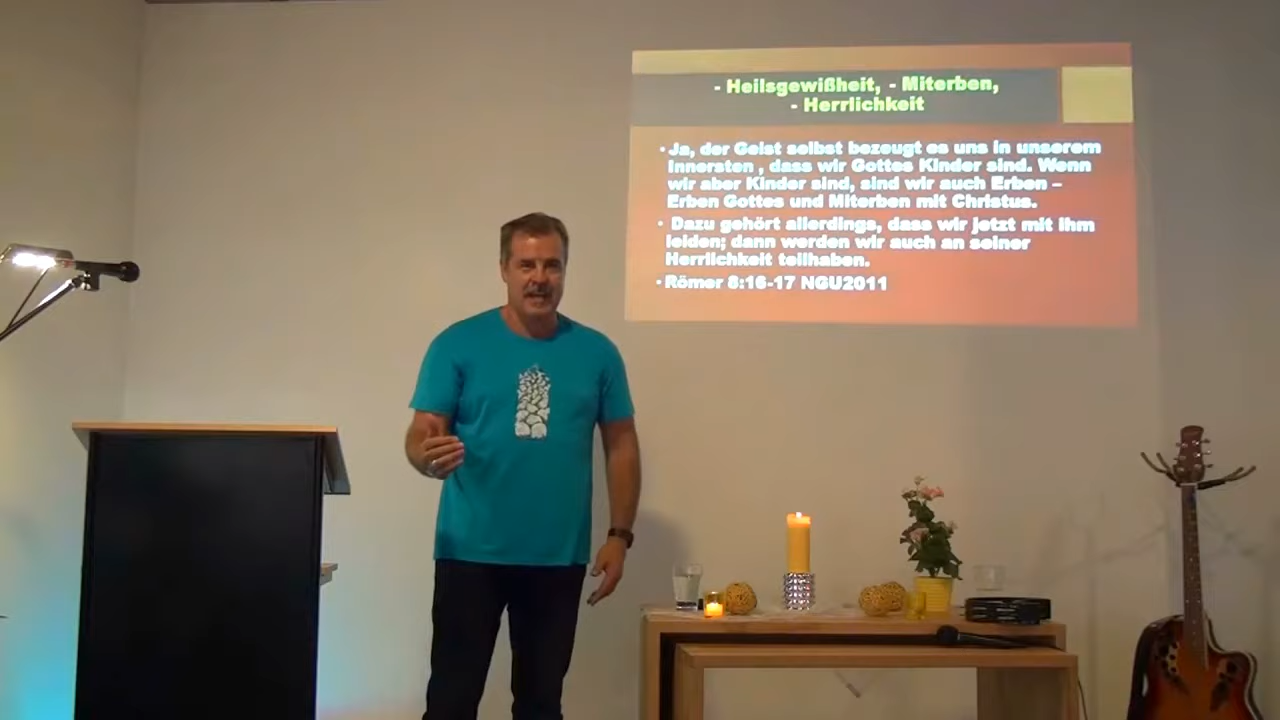 - Heilsgewißheit, - Miterben,
- Herrlichkeit
• Ja, der Geist selbst bezeugt es uns in unserem
Innersten , dass wir Gottes Kinder sind. Wenn
wir aber Kinder sind, sind wir auch Erben –
Erben Gottes und Miterben mit Christus.
• Dazu gehört allerdings, dass wir jetzt mit ihm
leiden; dann werden wir auch an seiner
Herrlichkeit teilhaben.
• Römer 8:16-17 NGU2011